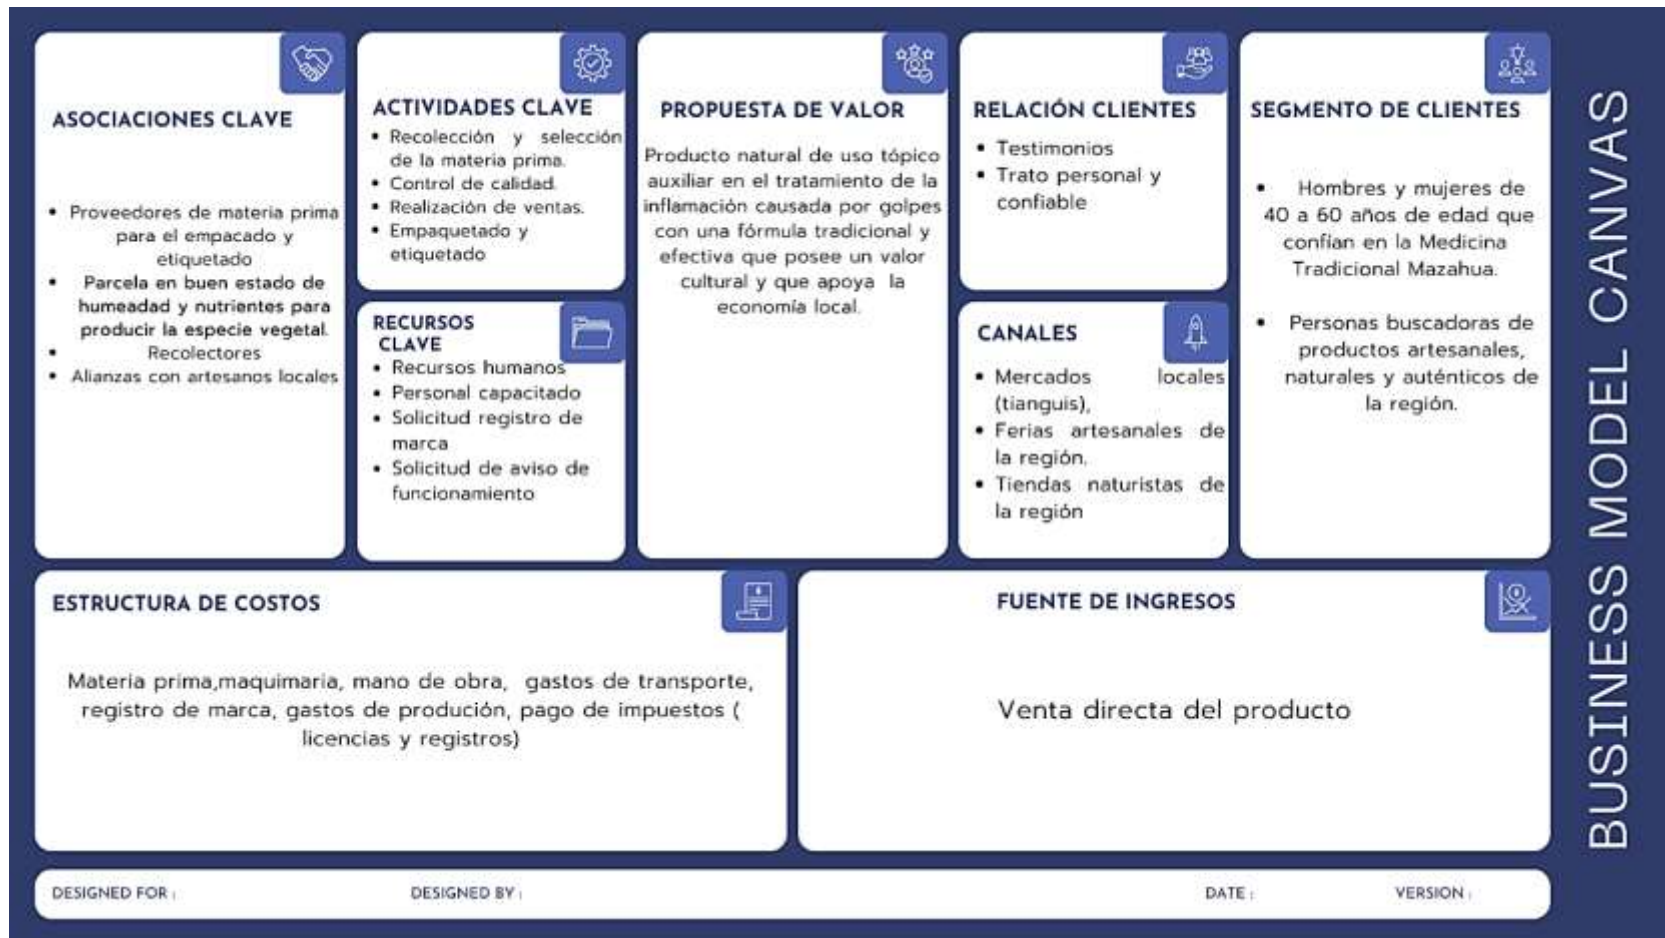 ASOCIACIONES CLAVE
• Proveedores de materia prima
para el empacado y
etiquetado
• Parcela en buen estado de
humeadad y nutrientes para
producir la especie vegetal.
• Recolectores
• Alianzas con artesanos locales
ACTIVIDADES CLAVE
• Recolección y selección
de la materia prima.
• Control de calidad.
• Realización de ventas.
• Empaquetado y
etiquetado
RECURSOS
CLAVE
• Recursos humanos
• Personal capacitado
• Solicitud registro de
marca
• Solicitud de aviso de
funcionamiento
PROPUESTA DE VALOR
Producto natural de uso tópico
auxiliar en el tratamiento de la
inflamación causada por golpes
con una fórmula tradicional y
efectiva que posee un valor
cultural y que apoya la
economía local.
RELACIÓN CLIENTES
• Testimonios
• Trato personal y
confiable
CANALES
• Mercados locales
(tianguis),
• Ferias artesanales de
la región.
• Tiendas naturistas de
la región
SEGMENTO DE CLIENTES
• Hombres y mujeres de
40 a 60 años de edad que
confían en la Medicina
Tradicional Mazahua.
• Personas buscadoras de
productos artesanales,
naturales y auténticos de
la región.
ESTRUCTURA DE COSTOS
Materia prima,maquimaria, mano de obra, gastos de transporte,
registro de marca, gastos de produción, pago de impuestos (
licencias y registros)
FUENTE DE INGRESOS
Venta directa del producto
DESIGNED FOR :
DESIGNED BY :
DATE :
VERSION :
BUSINESS MODEL CANVAS